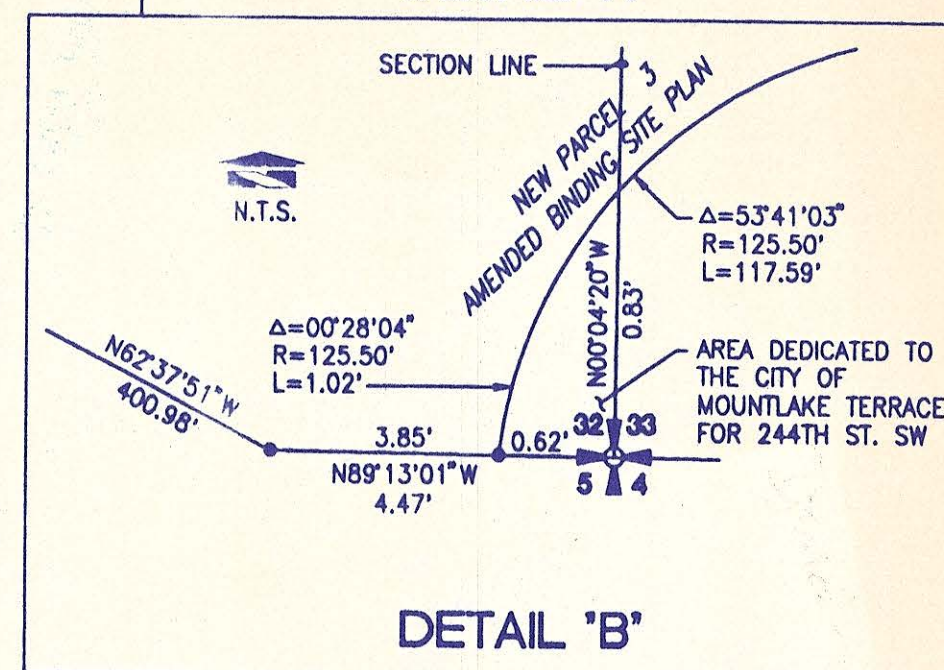 SECTION LINE
NEW PARCEL 3
AMENDED BINDING SITE PLAN
N.T.S.
Δ=53°41'03"
R=125.50'
L=117.59'
N00°04'20"W
0.83'
Δ=00°28'04"
R=125.50'
L=1.02'
AREA DEDICATED TO
THE CITY OF
MOUNTLAKE TERRACE
FOR 244TH ST. SW
N62°37'51"W
400.98'
3.85'
0.62'
32 33
N89°13'01"W
4.47'
5 4
DETAIL "B"